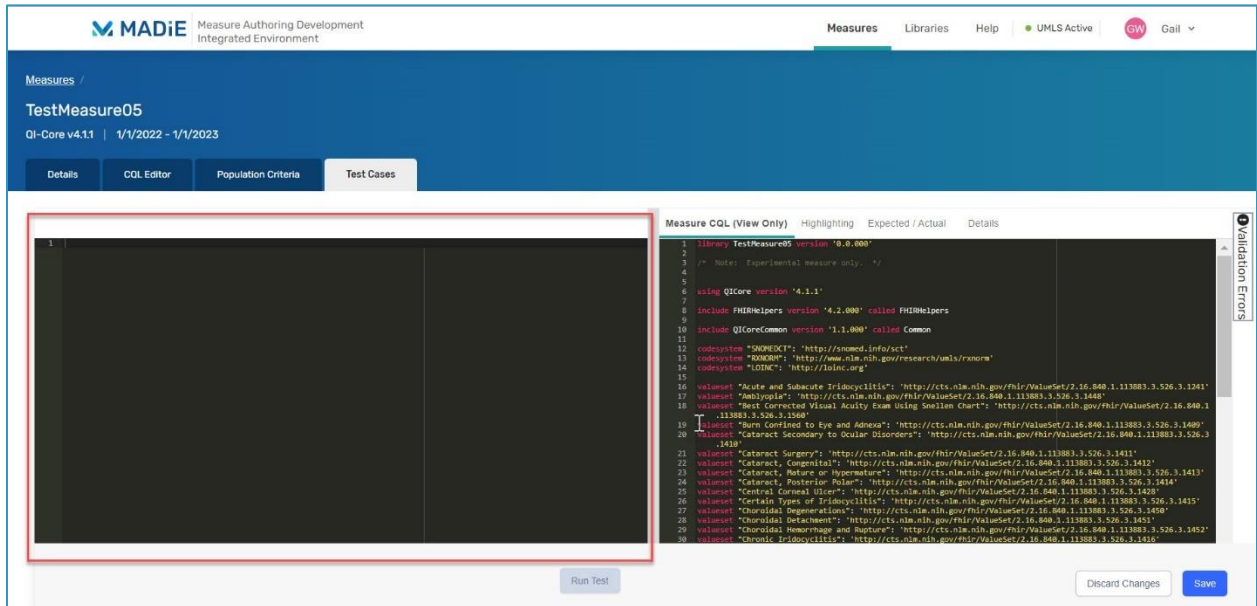 MADiE
Measure Authoring Development
Integrated Environment
Measures
Libraries
Help
UMLS Active
GW
Gail
Measures /
TestMeasure05
QI-Core v4.1.1 | 1/1/2022 - 1/1/2023
Details
CQL Editor
Population Criteria
Test Cases
1
Measure CQL (View Only)
Highlighting
Expected / Actual
Details
Validation Errors
1 library TestMeasure05 version '0.0.000'
2
3 /* Note: Experimental measure only. */
4
5
6 using QICore version '4.1.1'
7
8 include FHIRHelpers version '4.2.000' called FHIRHelpers
9
10 include QICoreCommon version '1.1.000' called Common
11
12 codesystem "SNOMEDCT": 'http://snomed.info/sct'
13 codesystem "RXNORM": 'http://www.nlm.nih.gov/research/umls/rxnorm'
14 codesystem "LOINC": 'http://loinc.org'
15
16 valueset "Acute and Subacute Iridocyclitis": 'http://cts.nlm.nih.gov/fhir/ValueSet/2.16.840.1.113883.3.526.3.1241'
17 valueset "Amblyopia": 'http://cts.nlm.nih.gov/fhir/ValueSet/2.16.840.1.113883.3.526.3.1448'
18 valueset "Best Corrected Visual Acuity Exam Using Snellen Chart": 'http://cts.nlm.nih.gov/fhir/ValueSet/2.16.840.1
.113883.3.526.3.1560'
19 valueset "Burn Confined to Eye and Adnexa": 'http://cts.nlm.nih.gov/fhir/ValueSet/2.16.840.1.113883.3.526.3.1409'
20 valueset "Cataract Secondary to Ocular Disorders": 'http://cts.nlm.nih.gov/fhir/ValueSet/2.16.840.1.113883.3.526.3
.1410'
21 valueset "Cataract Surgery": 'http://cts.nlm.nih.gov/fhir/ValueSet/2.16.840.1.113883.3.526.3.1411'
22 valueset "Cataract, Congenital": 'http://cts.nlm.nih.gov/fhir/ValueSet/2.16.840.1.113883.3.526.3.1412'
23 valueset "Cataract, Mature or Hypermature": 'http://cts.nlm.nih.gov/fhir/ValueSet/2.16.840.1.113883.3.526.3.1413'
24 valueset "Cataract, Posterior Polar": 'http://cts.nlm.nih.gov/fhir/ValueSet/2.16.840.1.113883.3.526.3.1414'
25 valueset "Central Corneal Ulcer": 'http://cts.nlm.nih.gov/fhir/ValueSet/2.16.840.1.113883.3.526.3.1428'
26 valueset "Certain Types of Iridocyclitis": 'http://cts.nlm.nih.gov/fhir/ValueSet/2.16.840.1.113883.3.526.3.1415'
27 valueset "Choroidal Degenerations": 'http://cts.nlm.nih.gov/fhir/ValueSet/2.16.840.1.113883.3.526.3.1450'
28 valueset "Choroidal Detachment": 'http://cts.nlm.nih.gov/fhir/ValueSet/2.16.840.1.113883.3.526.3.1451'
29 valueset "Choroidal Hemorrhage and Rupture": 'http://cts.nlm.nih.gov/fhir/ValueSet/2.16.840.1.113883.3.526.3.1452'
30 valueset "Chronic Iridocyclitis": 'http://cts.nlm.nih.gov/fhir/ValueSet/2.16.840.1.113883.3.526.3.1416'
Run Test
Discard Changes
Save